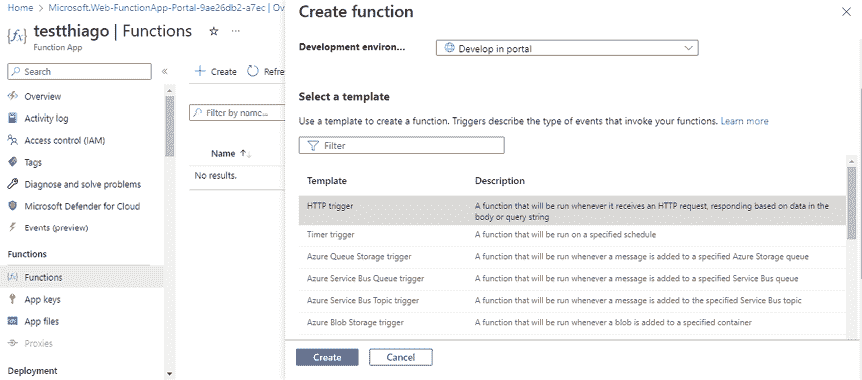 Home > Microsoft.Web-FunctionApp-Portal-9ae26db2-a7ec | Ov
testthiago | Functions
Function App
Search
Overview
Activity log
Access control (IAM)
Tags
Diagnose and solve problems
Microsoft Defender for Cloud
Events (preview)
Functions
Functions
App keys
App files
Proxies
Deployment
Create
Refre
Filter by name...
Name
No results.
Create function
Development environ...
Develop in portal
Select a template
Use a template to create a function. Triggers describe the type of events that invoke your functions. Learn more
Filter
Template Description
HTTP trigger A function that will be run whenever it receives an HTTP request, responding based on data in the
body or query string
Timer trigger A function that will be run on a specified schedule
Azure Queue Storage trigger A function that will be run whenever a message is added to a specified Azure Storage queue
Azure Service Bus Queue trigger A function that will be run whenever a message is added to a specified Service Bus queue
Azure Service Bus Topic trigger A function that will be run whenever a message is added to the specified Service Bus topic
Azure Blob Storage trigger A function that will be run whenever a blob is added to a specified container
Create
Cancel